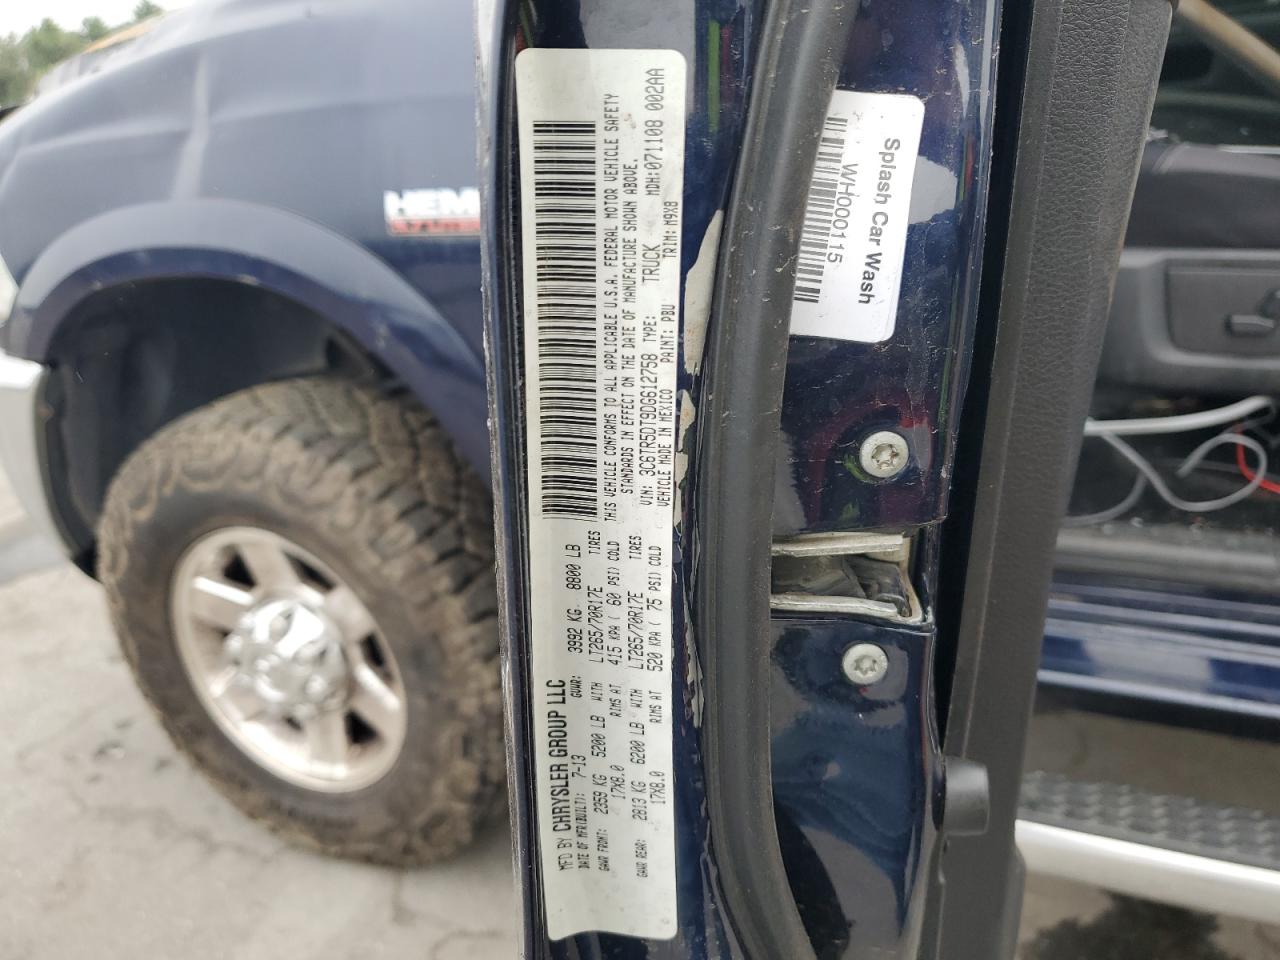 MFD BY CHRYSLER GROUP LLC
DATE OF MFR(BUILT): 7-13 GVWR: 3992 KG 8800 LB
GAWR FRONT: 2359 KG 5200 LB WITH LT265/70R17E TIRES
17X8.0 RIMS AT 415 KPA ( 60 PSI) COLD
GAWR REAR: 2813 KG 6200 LB WITH LT265/70R17E TIRES
17X8.0 RIMS AT 520 KPA ( 75 PSI) COLD
THIS VEHICLE CONFORMS TO ALL APPLICABLE U.S.A. FEDERAL MOTOR VEHICLE SAFETY
STANDARDS IN EFFECT ON THE DATE OF MANUFACTURE SHOWN ABOVE.
VIN: 3C6TR5DT9DG612758 TYPE: TRUCK MDH:071108 002AA
VEHICLE MADE IN MEXICO PAINT: PBU TRIM: M9X8
Splash Car Wash
WH000115
HEM